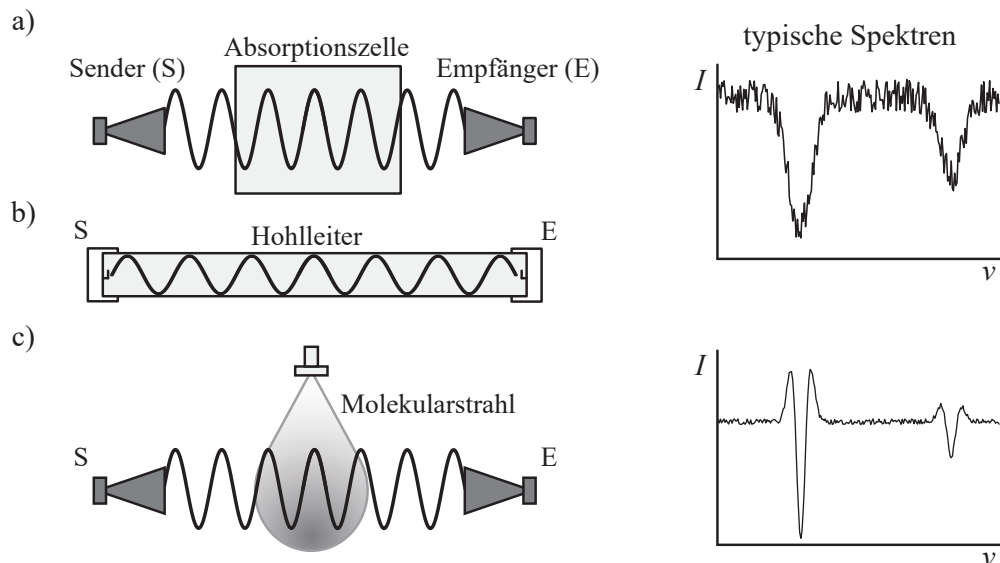 a)
Absorptionszelle
Sender (S)
Empfänger (E)
typische Spektren
I
ν
b)
S
Hohlleiter
E
c)
Molekularstrahl
S
E
I
ν